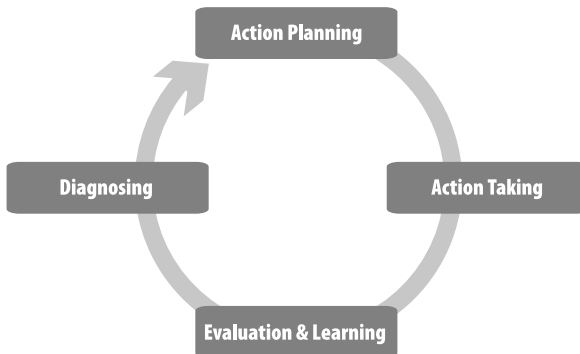 Action Planning
Diagnosing
Action Taking
Evaluation & Learning